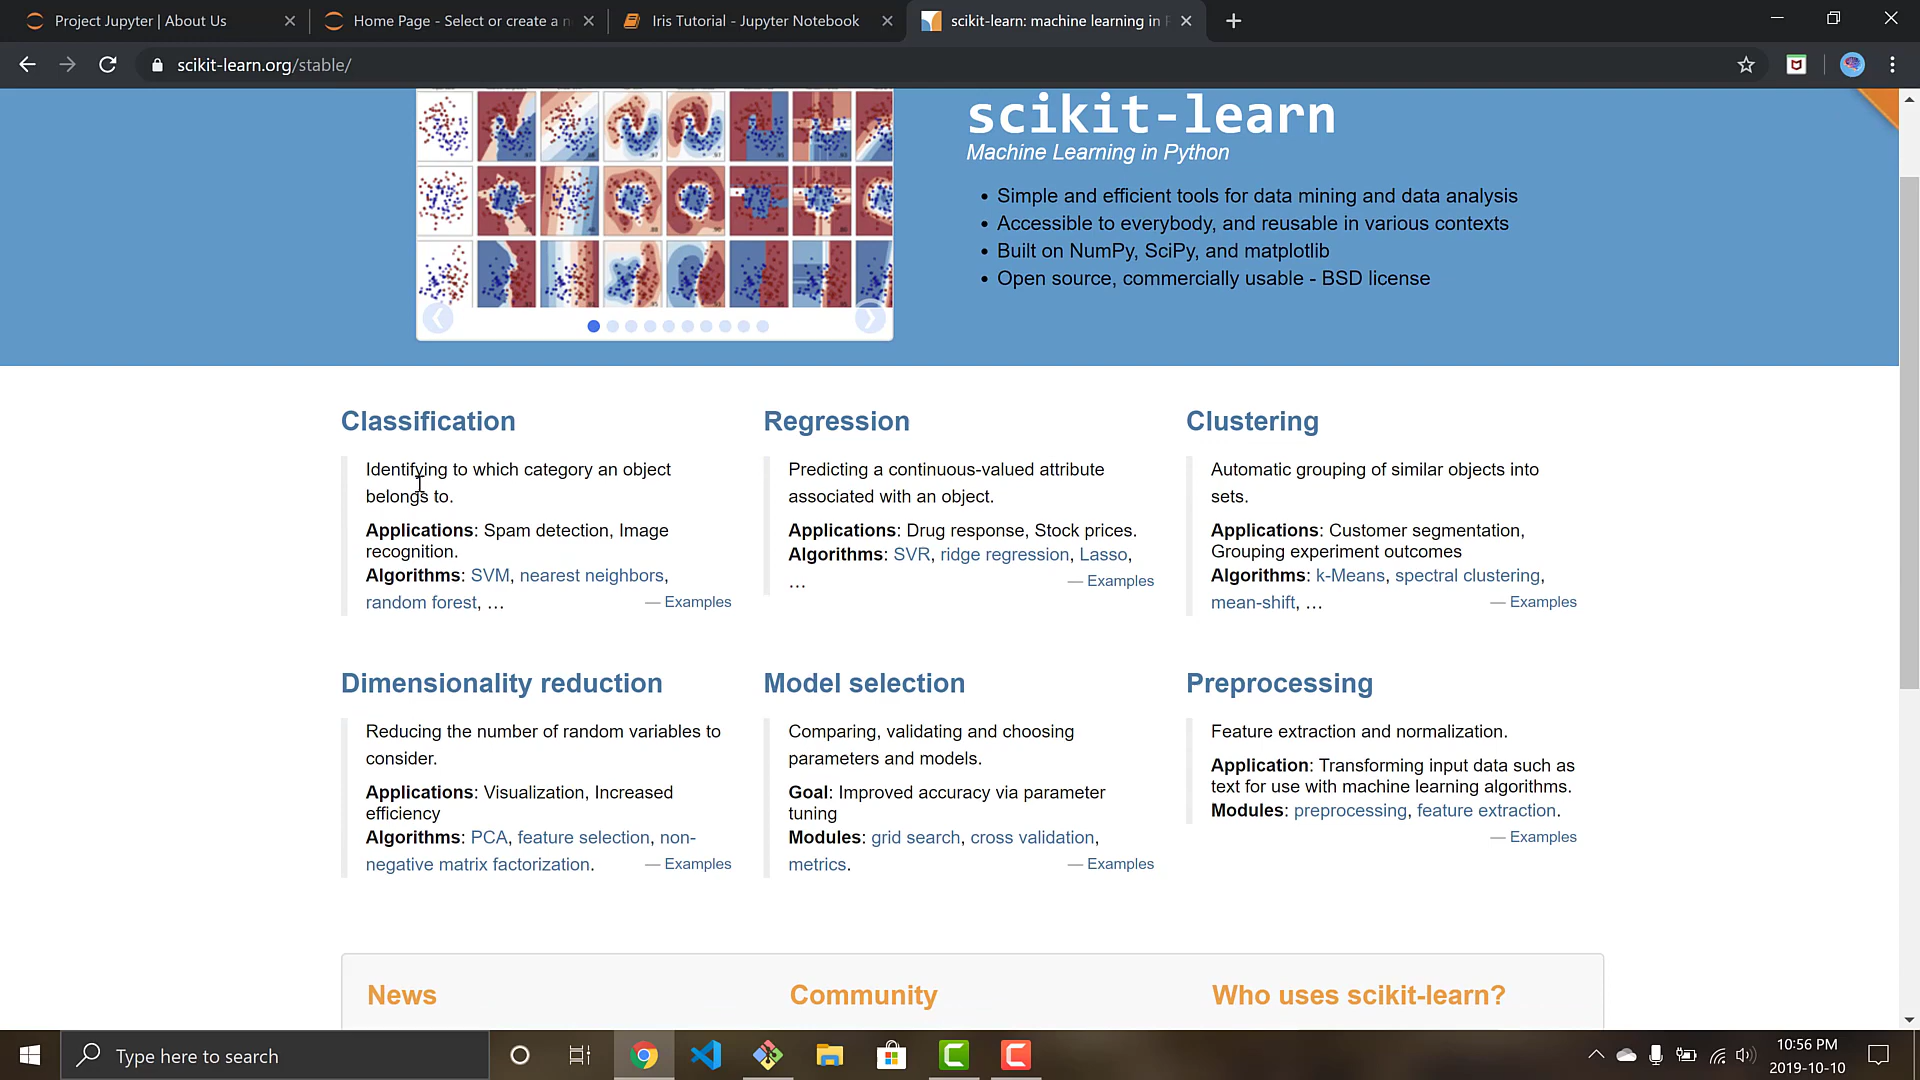 Project Jupyter | About Us
Home Page - Select or create a n
Iris Tutorial - Jupyter Notebook
scikit-learn: machine learning in P
scikit-learn.org/stable/
scikit-learn
Machine Learning in Python
• Simple and efficient tools for data mining and data analysis
• Accessible to everybody, and reusable in various contexts
• Built on NumPy, SciPy, and matplotlib
• Open source, commercially usable - BSD license
Classification
Identifying to which category an object
belongs to.
Applications: Spam detection, Image
recognition.
Algorithms: SVM, nearest neighbors,
random forest, … — Examples
Regression
Predicting a continuous-valued attribute
associated with an object.
Applications: Drug response, Stock prices.
Algorithms: SVR, ridge regression, Lasso,
… — Examples
Clustering
Automatic grouping of similar objects into
sets.
Applications: Customer segmentation,
Grouping experiment outcomes
Algorithms: k-Means, spectral clustering,
mean-shift, … — Examples
Dimensionality reduction
Reducing the number of random variables to
consider.
Applications: Visualization, Increased
efficiency
Algorithms: PCA, feature selection, non-
negative matrix factorization. — Examples
Model selection
Comparing, validating and choosing
parameters and models.
Goal: Improved accuracy via parameter
tuning
Modules: grid search, cross validation,
metrics. — Examples
Preprocessing
Feature extraction and normalization.
Application: Transforming input data such as
text for use with machine learning algorithms.
Modules: preprocessing, feature extraction.
— Examples
News
Community
Who uses scikit-learn?
Type here to search
10:56 PM
2019-10-10